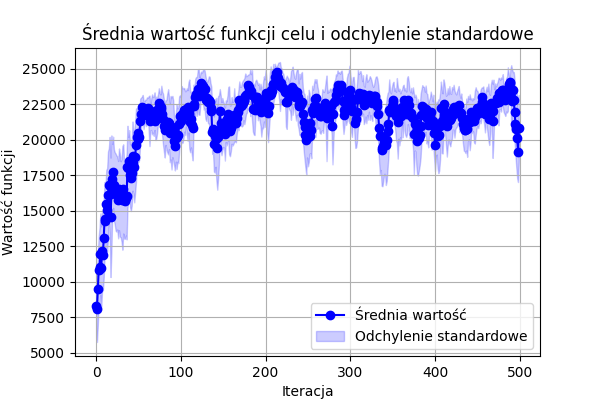 Średnia wartość funkcji celu i odchylenie standardowe
25000
22500
20000
17500
15000
12500
10000
7500
5000
Wartość funkcji
0 100 200 300 400 500
Iteracja
Średnia wartość
Odchylenie standardowe